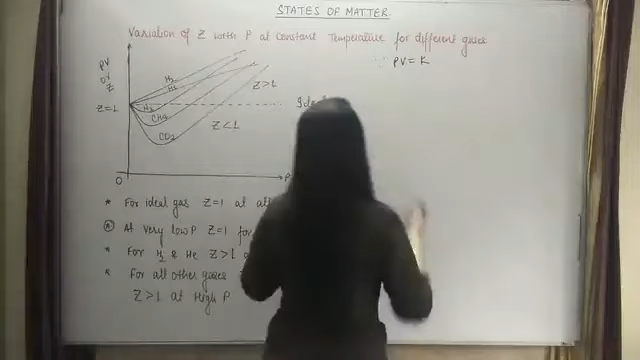 STATES OF MATTER
Variation of Z with P at Constant Temperature for different gases
∵ PV = K
PV
or
Z
H₂
He
Z>1
Z=1
N₂
CH₄
Z<1
CO₂
O
P
* For ideal gas Z=1 at all
* At very low P Z=1 for
* For H₂ & He Z>1
* For all other gases
Z>1 at High P.